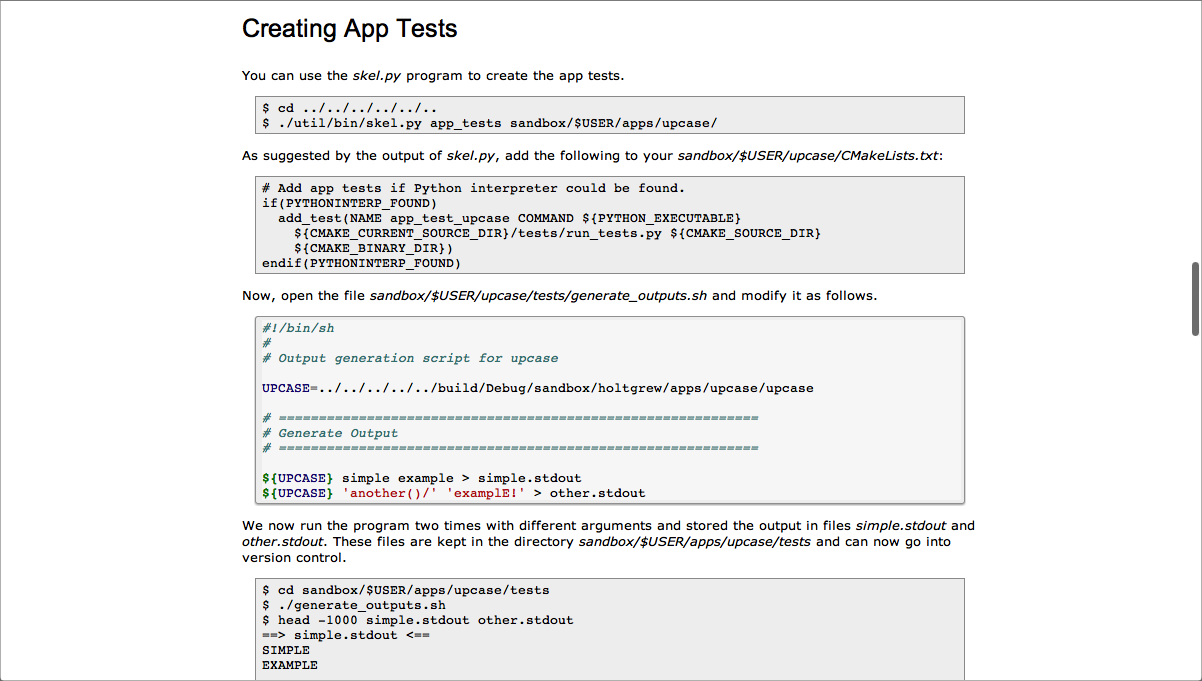 Creating App Tests
You can use the skel.py program to create the app tests.
$ cd ../../../../../..
$ ./util/bin/skel.py app_tests sandbox/$USER/apps/upcase/
As suggested by the output of skel.py, add the following to your sandbox/$USER/upcase/CMakeLists.txt:
# Add app tests if Python interpreter could be found.
if(PYTHONINTERP_FOUND)
  add_test(NAME app_test_upcase COMMAND ${PYTHON_EXECUTABLE}
    ${CMAKE_CURRENT_SOURCE_DIR}/tests/run_tests.py ${CMAKE_SOURCE_DIR}
    ${CMAKE_BINARY_DIR})
endif(PYTHONINTERP_FOUND)
Now, open the file sandbox/$USER/upcase/tests/generate_outputs.sh and modify it as follows.
#!/bin/sh
#
# Output generation script for upcase
UPCASE=../../../../../build/Debug/sandbox/holtgrew/apps/upcase/upcase
# ============================================================
# Generate Output
# ============================================================
${UPCASE} simple example > simple.stdout
${UPCASE} 'another()/' 'examplE!' > other.stdout
We now run the program two times with different arguments and stored the output in files simple.stdout and
other.stdout. These files are kept in the directory sandbox/$USER/apps/upcase/tests and can now go into
version control.
$ cd sandbox/$USER/apps/upcase/tests
$ ./generate_outputs.sh
$ head -1000 simple.stdout other.stdout
==> simple.stdout <==
SIMPLE
EXAMPLE